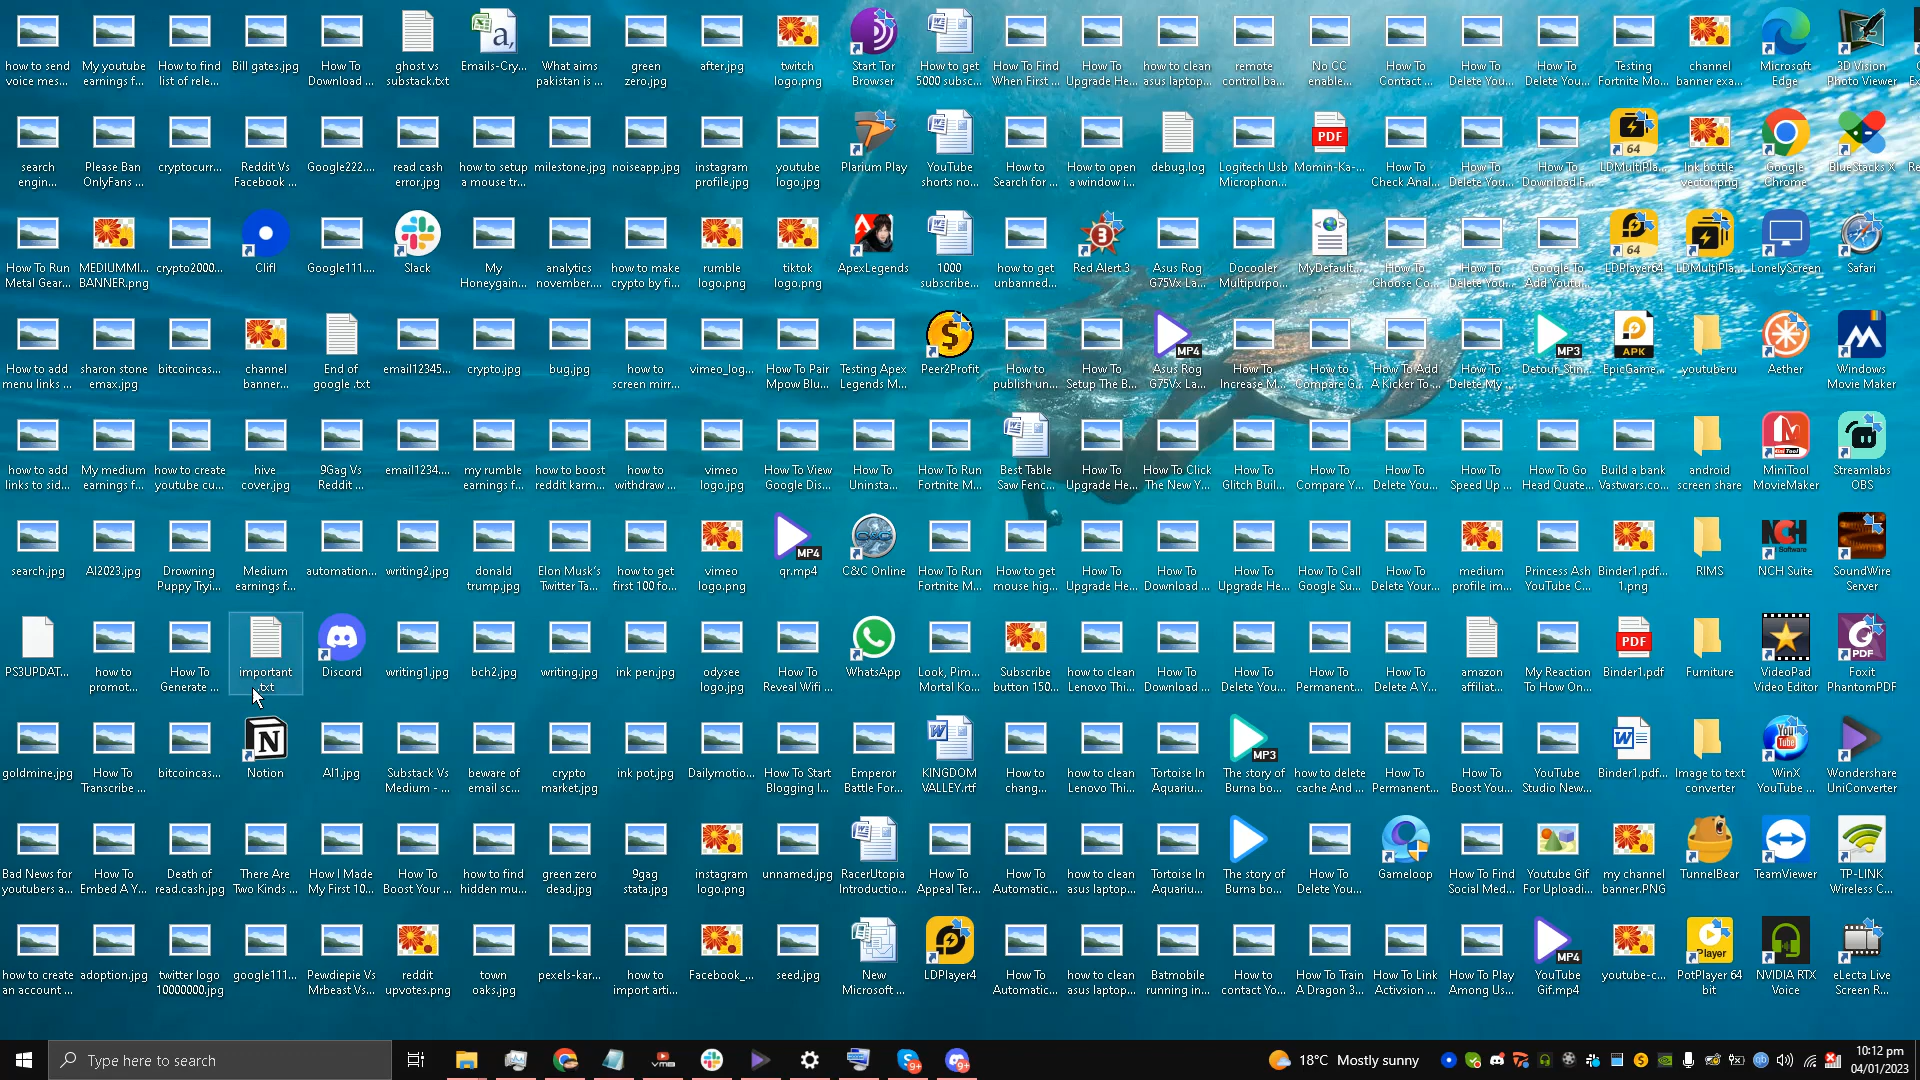 how to send
voice mes...
My youtube
earnings f...
How to find
list of rele...
Bill gates.jpg
How To
Download ...
ghost vs
substack.txt
Emails-Cry...
What aims
pakistan is ...
green
zero.jpg
after.jpg
twitch
logo.png
Start Tor
Browser
How to get
5000 subsc...
How To Find
When First ...
How To
Upgrade He...
how to clean
asus laptop...
remote
control ba...
No CC
enable...
How To
Contact ...
How To
Delete You...
How To
Delete You...
Testing
Fortnite Mo...
channel
banner exa...
Microsoft
Edge
3D Vision
Photo Viewer
search
engin...
Please Ban
OnlyFans ...
cryptocurr...
Reddit Vs
Facebook ...
Google222....
read cash
error.jpg
how to setup
a mouse tr...
milestone.jpg
noiseapp.jpg
instagram
profile.jpg
youtube
logo.jpg
Plarium Play
YouTube
shorts no...
How to
Search for ...
How to open
a window i...
debug.log
Logitech Usb
Microphon...
Momin-Ka-...
How To
Check Anal...
How To
Delete You...
How To
Download F...
LDMultiPla...
Ink bottle
vector.png
Google
Chrome
BlueStacks X
How To Run
Metal Gear...
MEDIUMMI...
BANNER.png
crypto2000...
Clifl
Google111....
Slack
My
Honeygain...
analytics
november....
how to make
crypto by fi...
rumble
logo.png
tiktok
logo.png
ApexLegends
1000
subscribe...
how to get
unbanned...
Red Alert 3
Asus Rog
G75Vx La...
Docooler
Multipurpo...
MyDefault...
How To
Choose Co...
How To
Delete You...
Google To
Add Youtu...
LDPlayer64
LDMultiPla...
LonelyScreen
Safari
How to add
menu links ...
sharon stone
emax.jpg
bitcoincas...
channel
banner...
End of
google .txt
email12345...
crypto.jpg
bug.jpg
how to
screen mirr...
vimeo_log...
How To Pair
Mpow Blu...
Testing Apex
Legends M...
Peer2Profit
How to
publish un...
How To
Setup The B...
Asus Rog
G75Vx La...
How To
Increase M...
How to
Compare G...
How To Add
A Kicker To ...
How To
Delete My ...
Detour_Stin...
EpicGame...
youtuberu
Aether
Windows
Movie Maker
how to add
links to sid...
My medium
earnings f...
how to create
youtube cu...
hive
cover.jpg
9Gag Vs
Reddit ...
email1234....
my rumble
earnings f...
how to boost
reddit karm...
how to
withdraw ...
vimeo
logo.jpg
How To View
Google Dis...
How To
Uninsta...
How To Run
Fortnite M...
Best Table
Saw Fenc...
How To
Upgrade He...
How To Click
The New Y...
How To
Glitch Buil...
How To
Compare Y...
How To
Delete You...
How To
Speed Up ...
How To Go
Head Quate...
Build a bank
Vastwars.co...
android
screen share
MiniTool
MovieMaker
Streamlabs
OBS
search.jpg
AI2023.jpg
Drowning
Puppy Tryi...
Medium
earnings f...
automation...
writing2.jpg
donald
trump.jpg
Elon Musk's
Twitter Ta...
how to get
first 100 fo...
vimeo
logo.png
qr.mp4
C&C Online
How To Run
Fortnite M...
How to get
mouse hig...
How To
Upgrade He...
How To
Download ...
How To
Upgrade He...
How To Call
Google Su...
How To
Delete Your...
medium
profile im...
Princess Ash
YouTube C...
Binder1.pdf...
1.png
RIMS
NCH Suite
SoundWire
Server
PS3UPDAT...
how to
promot...
How To
Generate ...
important
.txt
Discord
writing1.jpg
bch2.jpg
writing.jpg
ink pen.jpg
odysee
logo.jpg
How To
Reveal Wifi ...
WhatsApp
Look, Pim...
Mortal Ko...
Subscribe
button 150...
how to clean
Lenovo Thi...
How To
Download ...
How To
Delete You...
How To
Permanent...
How To
Delete A Y...
amazon
affiliat...
My Reaction
To How On...
Binder1.pdf
Furniture
VideoPad
Video Editor
Foxit
PhantomPDF
goldmine.jpg
How To
Transcribe ...
bitcoincas...
Notion
AI1.jpg
Substack Vs
Medium - ...
beware of
email sc...
crypto
market.jpg
ink pot.jpg
Dailymotio...
How To Start
Blogging I...
Emperor
Battle For...
KINGDOM
VALLEY.rtf
How to
chang...
how to clean
Lenovo Thi...
Tortoise In
Aquariu...
The story of
Burna bo...
how to delete
cache And ...
How To
Permanent...
How To
Boost You...
YouTube
Studio New...
Binder1.pdf...
Image to text
converter
WinX
YouTube ...
Wondershare
UniConverter
Bad News for
youtubers a...
How To
Embed A Y...
Death of
read.cash.jpg
There Are
Two Kinds ...
How I Made
My First 10...
How To
Boost Your ...
how to find
hidden mu...
green zero
dead.jpg
9gag
stata.jpg
instagram
logo.png
unnamed.jpg
RacerUtopia
Introductio...
How To
Appeal Ter...
How To
Automatic...
how to clean
asus laptop...
Tortoise In
Aquariu...
The story of
Burna bo...
How To
Delete You...
Gameloop
How To Find
Social Med...
Youtube Gif
For Uploadi...
my channel
banner.PNG
TunnelBear
TeamViewer
TP-LINK
Wireless C...
how to create
an account ...
adoption.jpg
twitter logo
10000000.jpg
google111...
Pewdiepie Vs
Mrbeast Vs...
reddit
upvotes.png
town
oaks.jpg
pexels-kar...
how to
import arti...
Facebook_...
seed.jpg
New
Microsoft ...
LDPlayer4
How To
Automatic...
how to clean
asus laptop...
Batmobile
running in...
How to
contact Yo...
How To Train
A Dragon 3...
How To Link
Activsion ...
How To Play
Among Us...
YouTube
Gif.mp4
youtube-c...
PotPlayer 64
bit
NVIDIA RTX
Voice
eLecta Live
Screen R...
Type here to search
18°C Mostly sunny
10:12 pm
04/01/2023